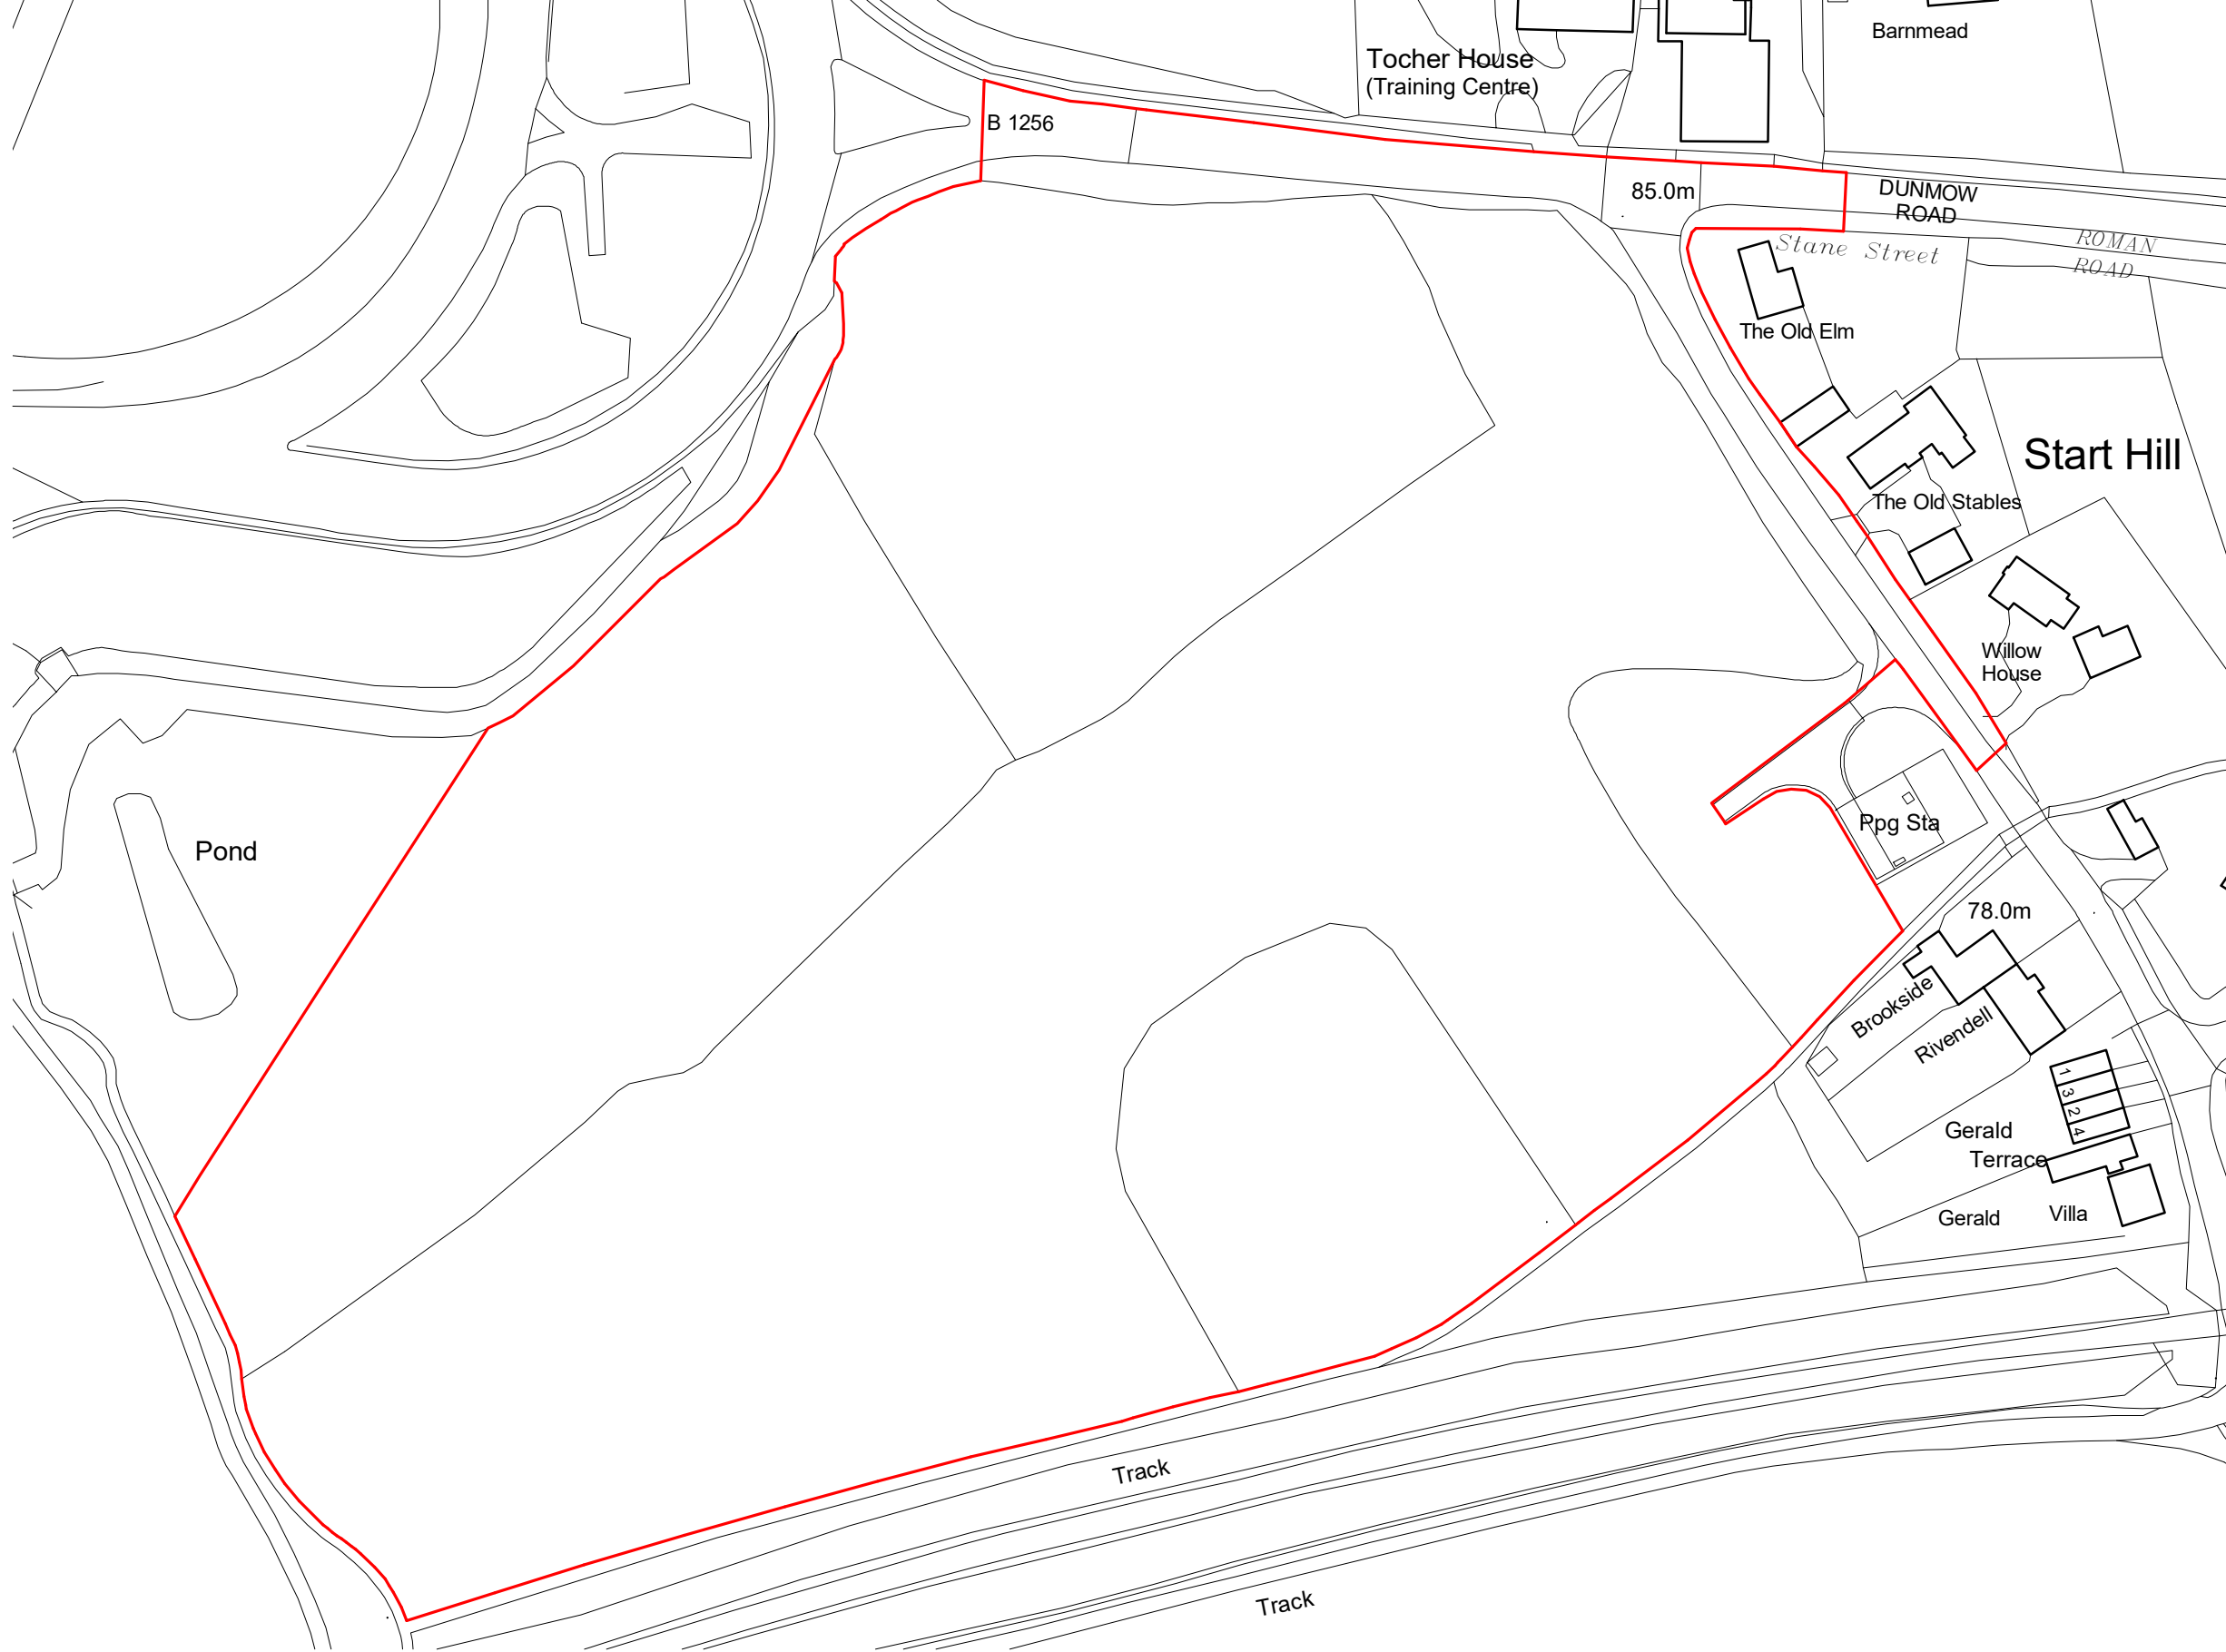 Barnmead
Tocher House
(Training Centre)
B 1256
85.0m
DUNMOW
ROAD
Stane Street
ROMAN
ROAD
The Old Elm
Start Hill
The Old Stables
Willow
House
Ppg Sta
Pond
78.0m
Brookside
Rivendell
1
3
2
4
Gerald
Terrace
Gerald Villa
Track
Track